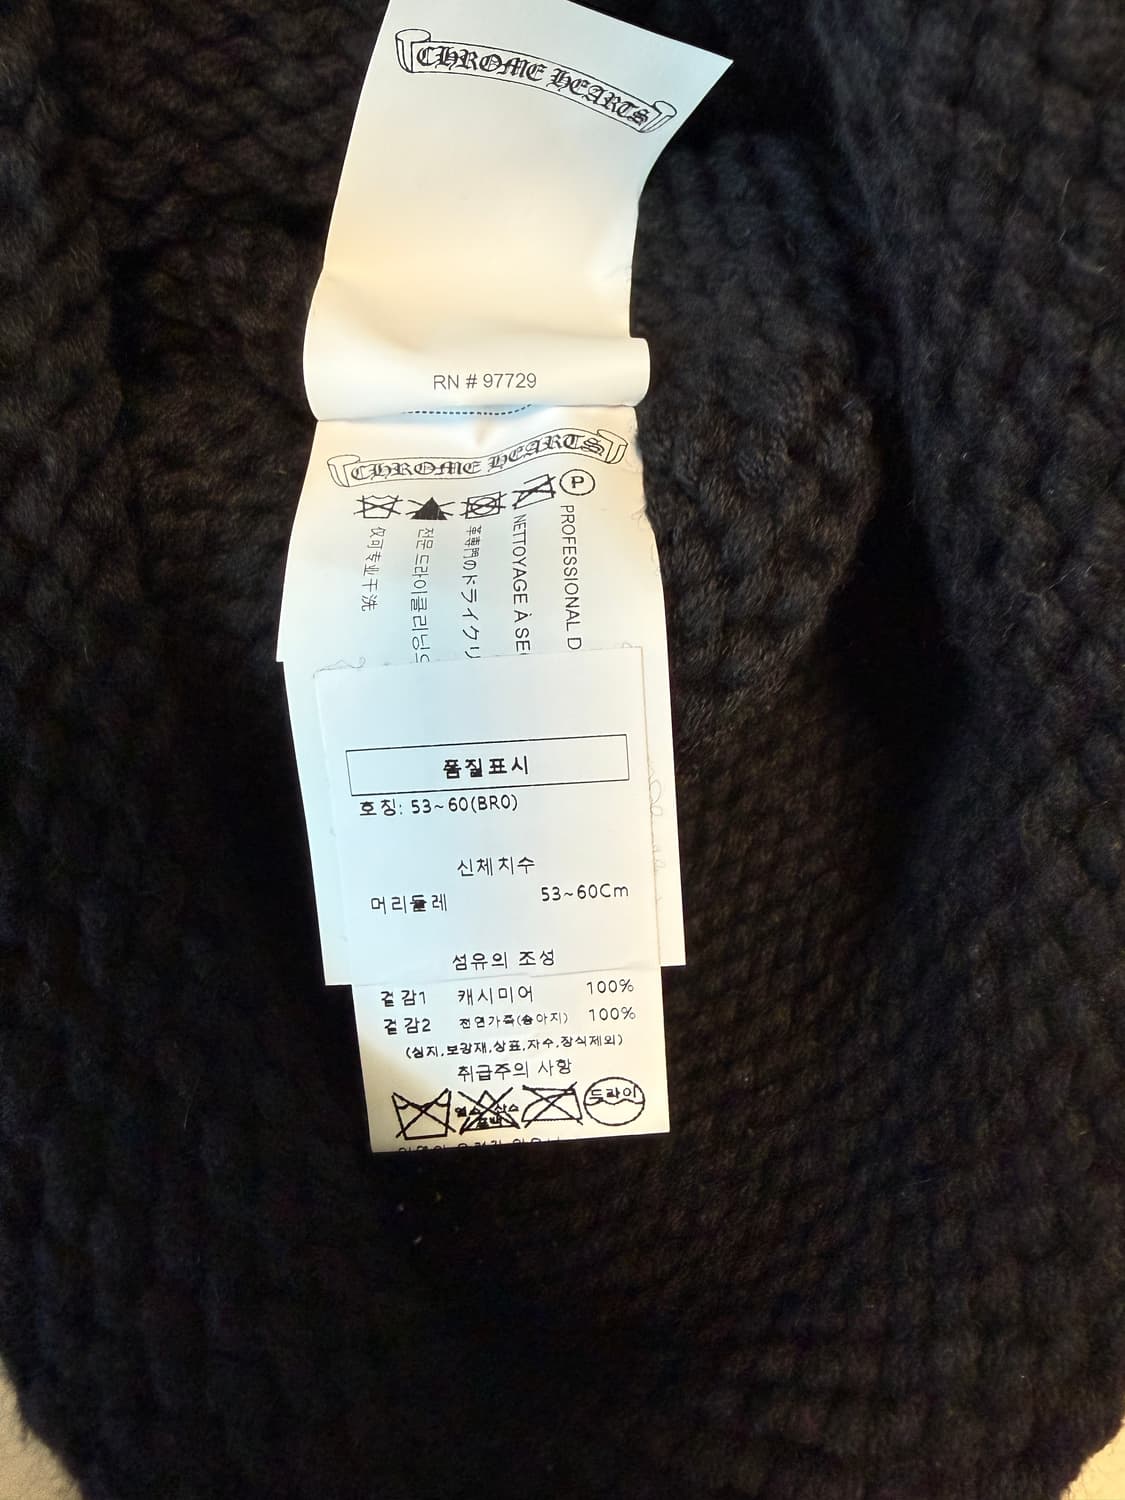 CHROME HEARTS
RN # 97729
CHROME HEARTS
P
PROFESSIONAL D
NETTOYAGE À SE
革専門のドライクリ
전문 드라이클리닝
仅可专业干洗
품질표시
호칭: 53~60(BR0)
신체치수
머리둘레 53~60Cm
섬유의 조성
겉감1 캐시미어 100%
겉감2 천연가죽(송아지) 100%
(심지,보강재,상표,자수,장식제외)
취급주의 사항
드라이